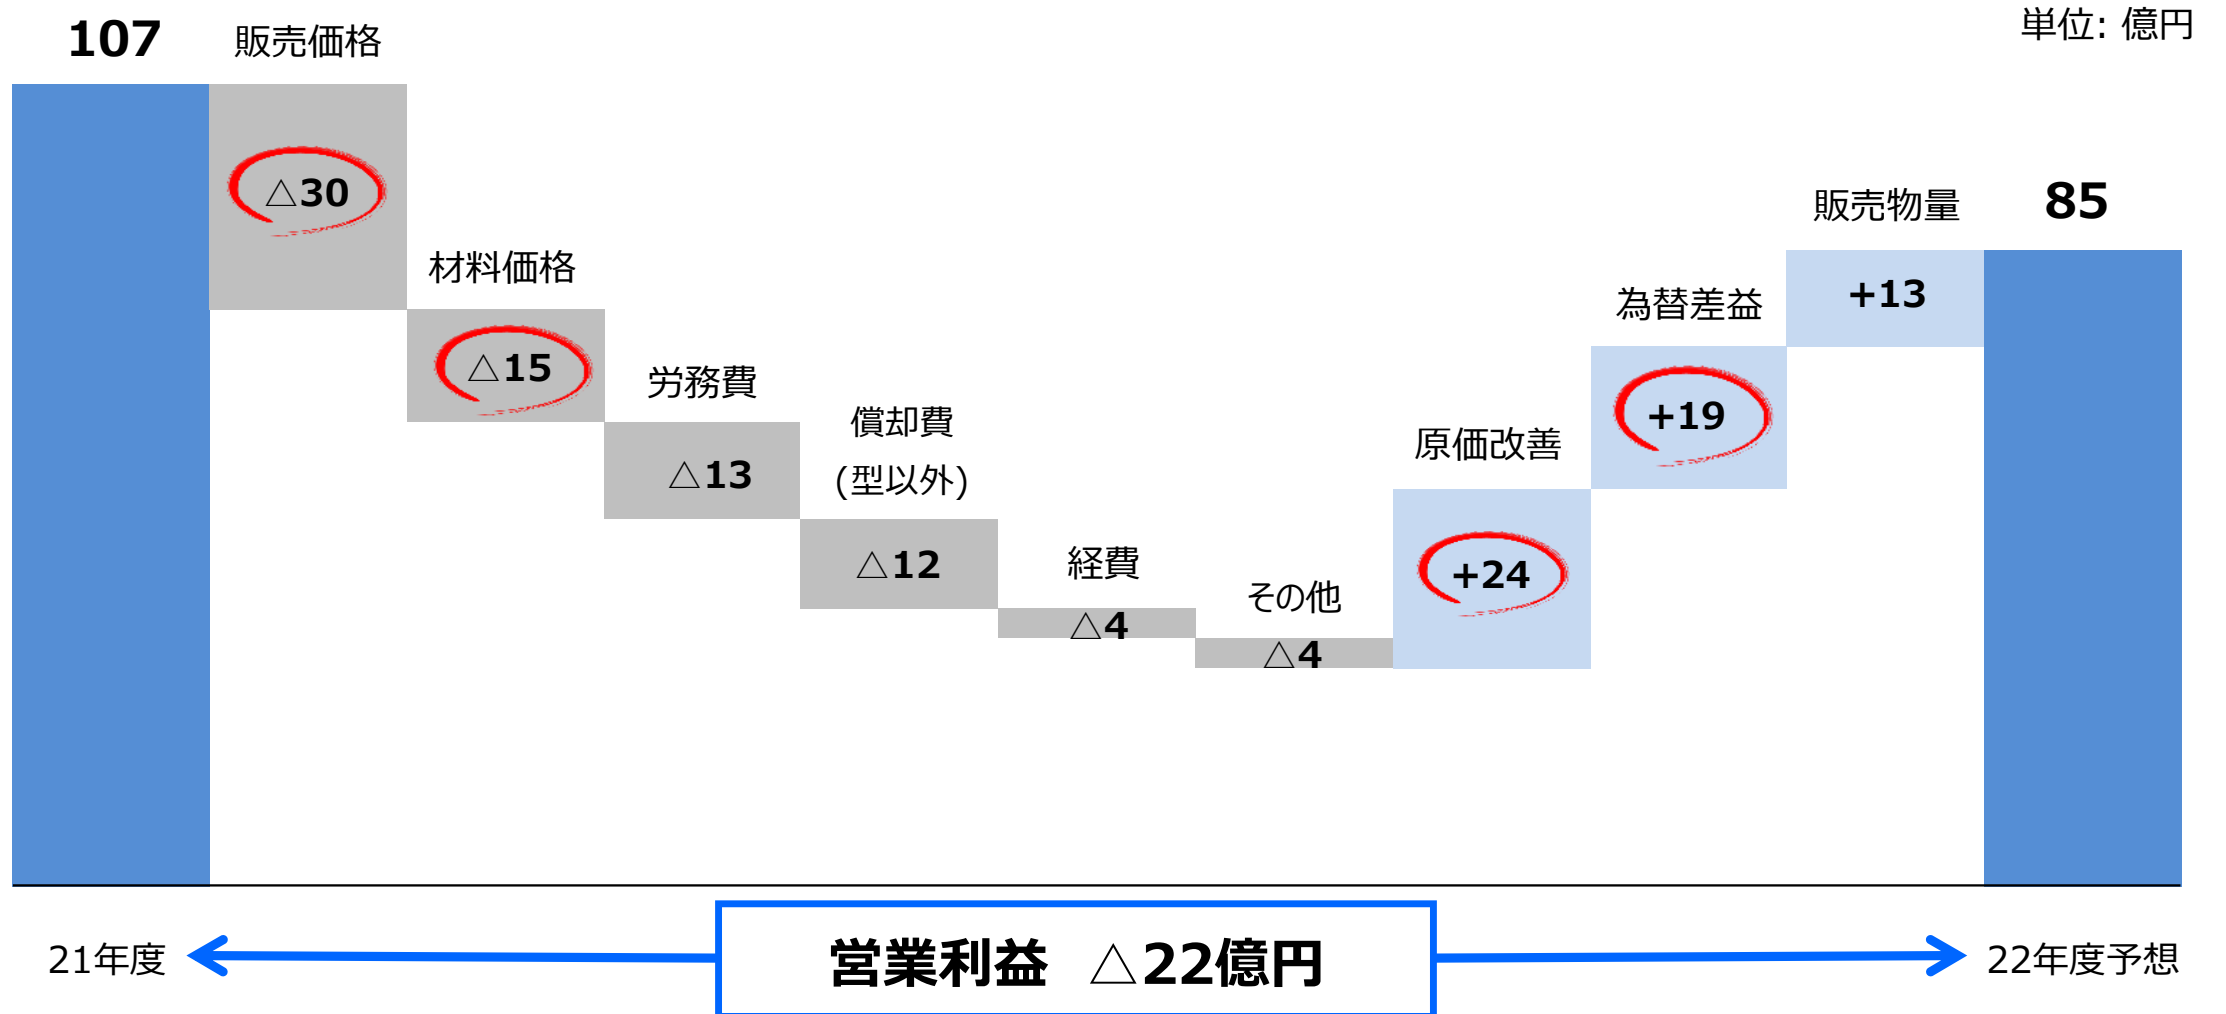 単位: 億円
107
販売価格
△30
材料価格
△15
労務費
△13
償却費
(型以外)
△12
経費
△4
その他
△4
原価改善
+24
為替差益
+19
販売物量
+13
85
21年度
営業利益 △22億円
22年度予想